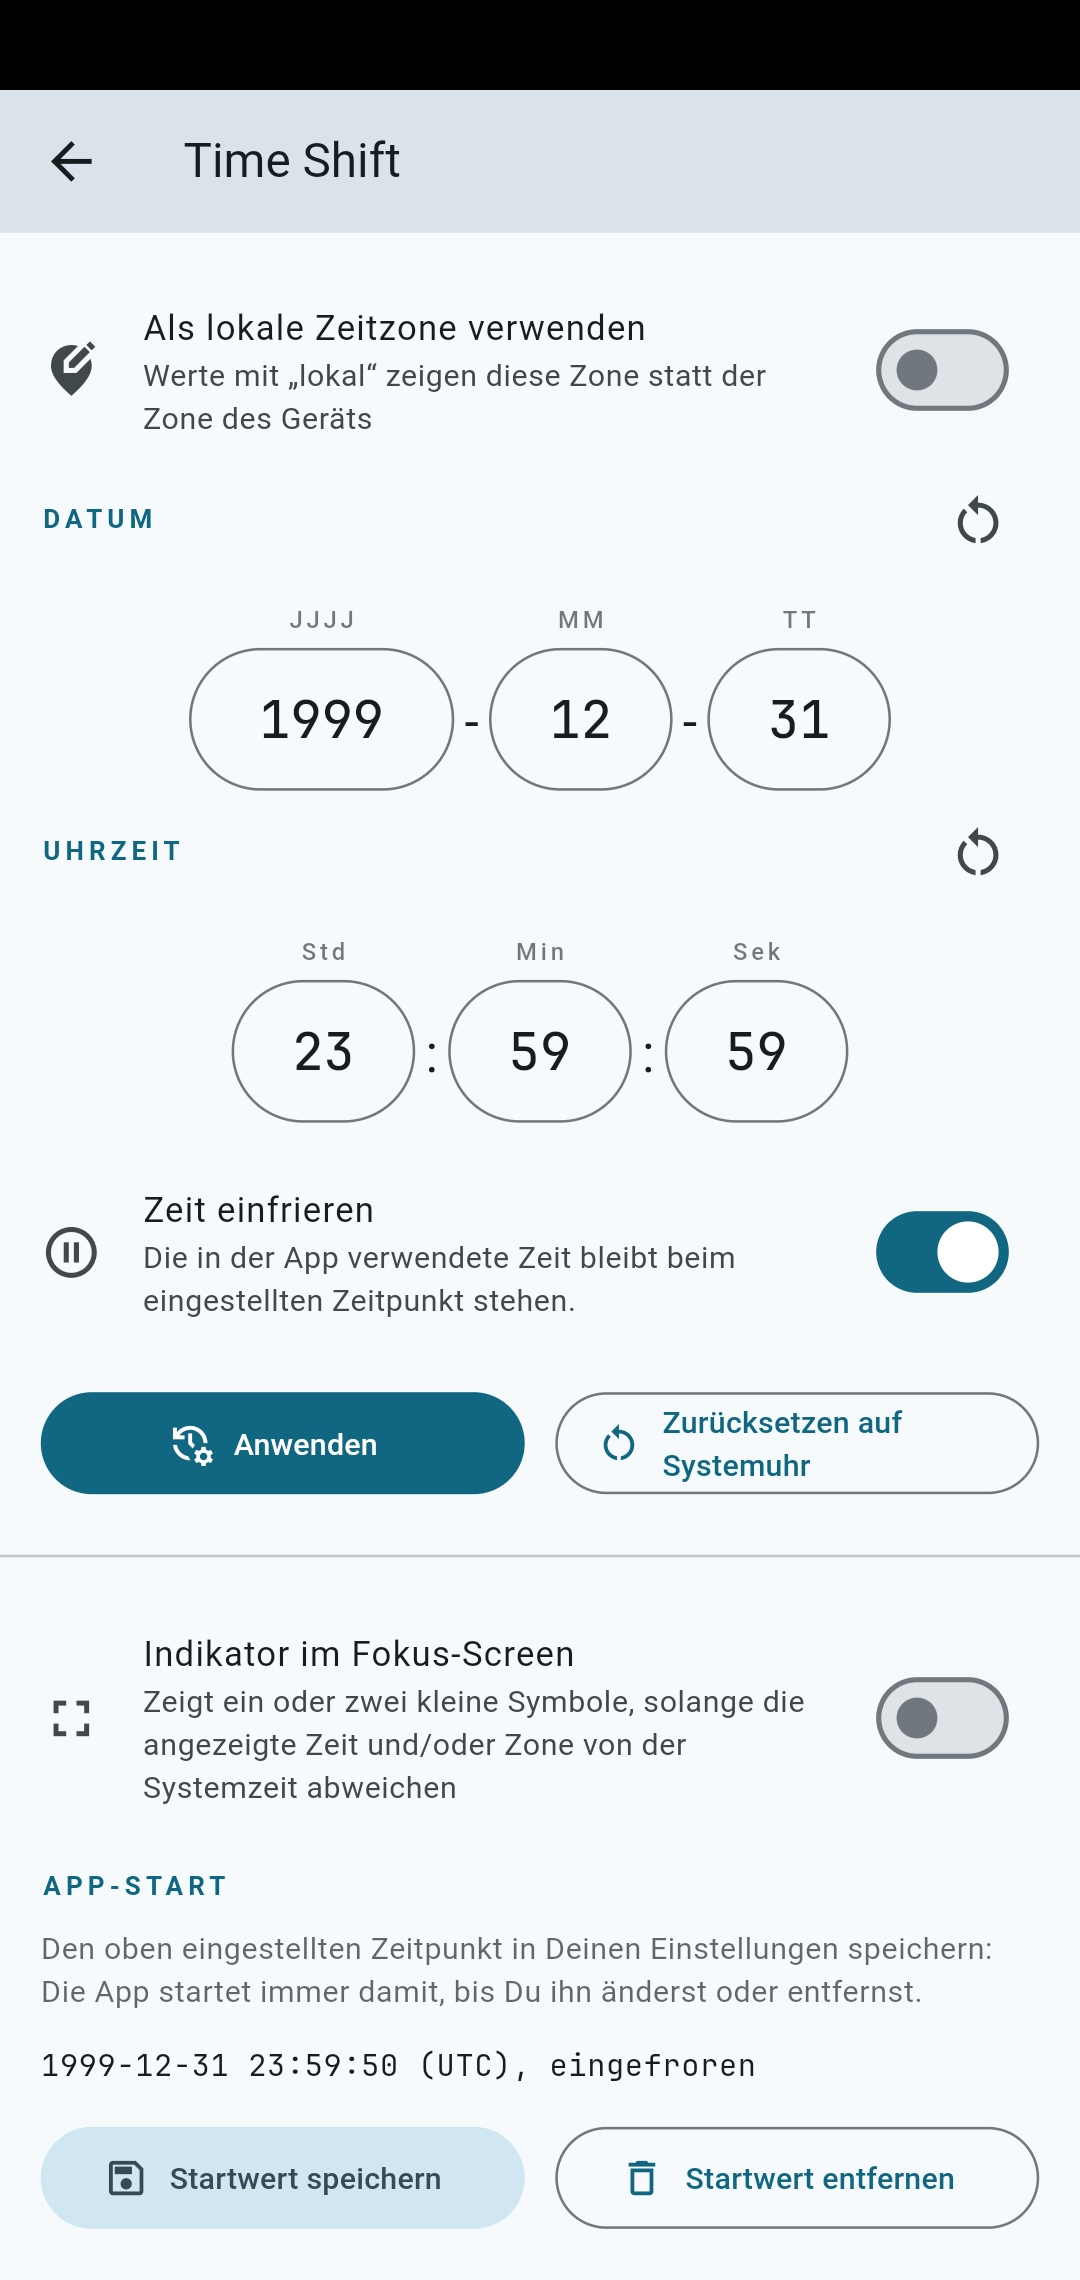 Time Shift
Als lokale Zeitzone verwenden
Werte mit „lokal“ zeigen diese Zone statt der
Zone des Geräts
DATUM
JJJJ MM TT
1999 - 12 - 31
UHRZEIT
Std Min Sek
23 : 59 : 59
Zeit einfrieren
Die in der App verwendete Zeit bleibt beim
eingestellten Zeitpunkt stehen.
Anwenden
Zurücksetzen auf
Systemuhr
Indikator im Fokus-Screen
Zeigt ein oder zwei kleine Symbole, solange die
angezeigte Zeit und/oder Zone von der
Systemzeit abweichen
APP-START
Den oben eingestellten Zeitpunkt in Deinen Einstellungen speichern:
Die App startet immer damit, bis Du ihn änderst oder entfernst.
1999-12-31 23:59:50 (UTC), eingefroren
Startwert speichern
Startwert entfernen